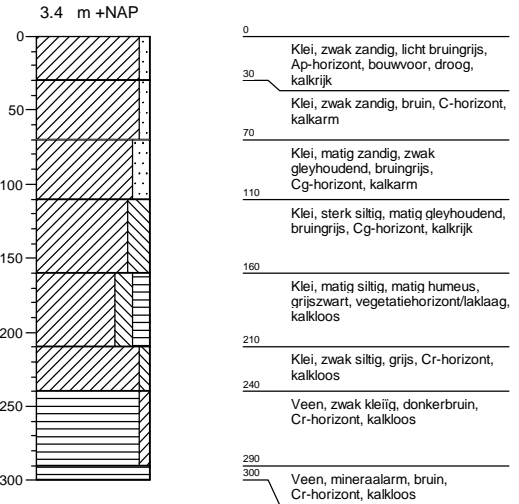 3.4 m +NAP
0
50
100
150
200
250
300
0
Klei, zwak zandig, licht bruingrijs,
Ap-horizont, bouwvoor, droog,
kalkrijk
30
Klei, zwak zandig, bruin, C-horizont,
kalkarm
70
Klei, matig zandig, zwak
gleyhoudend, bruingrijs,
Cg-horizont, kalkarm
110
Klei, sterk siltig, matig gleyhoudend,
bruingrijs, Cg-horizont, kalkrijk
160
Klei, matig siltig, matig humeus,
grijszwart, vegetatiehorizont/laklaag,
kalkloos
210
Klei, zwak siltig, grijs, Cr-horizont,
kalkloos
240
Veen, zwak kleiïg, donkerbruin,
Cr-horizont, kalkloos
290
300
Veen, mineraalarm, bruin,
Cr-horizont, kalkloos